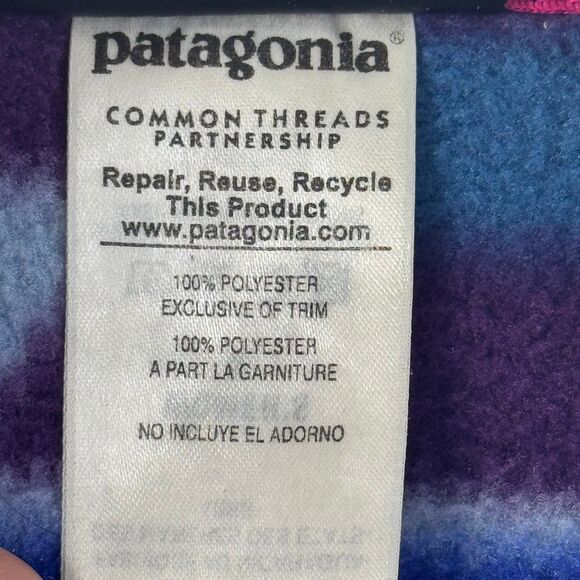 patagonia®
COMMON THREADS
PARTNERSHIP
Repair, Reuse, Recycle
This Product
www.patagonia.com
100% POLYESTER
EXCLUSIVE OF TRIM
100% POLYESTER
A PART LA GARNITURE
NO INCLUYE EL ADORNO